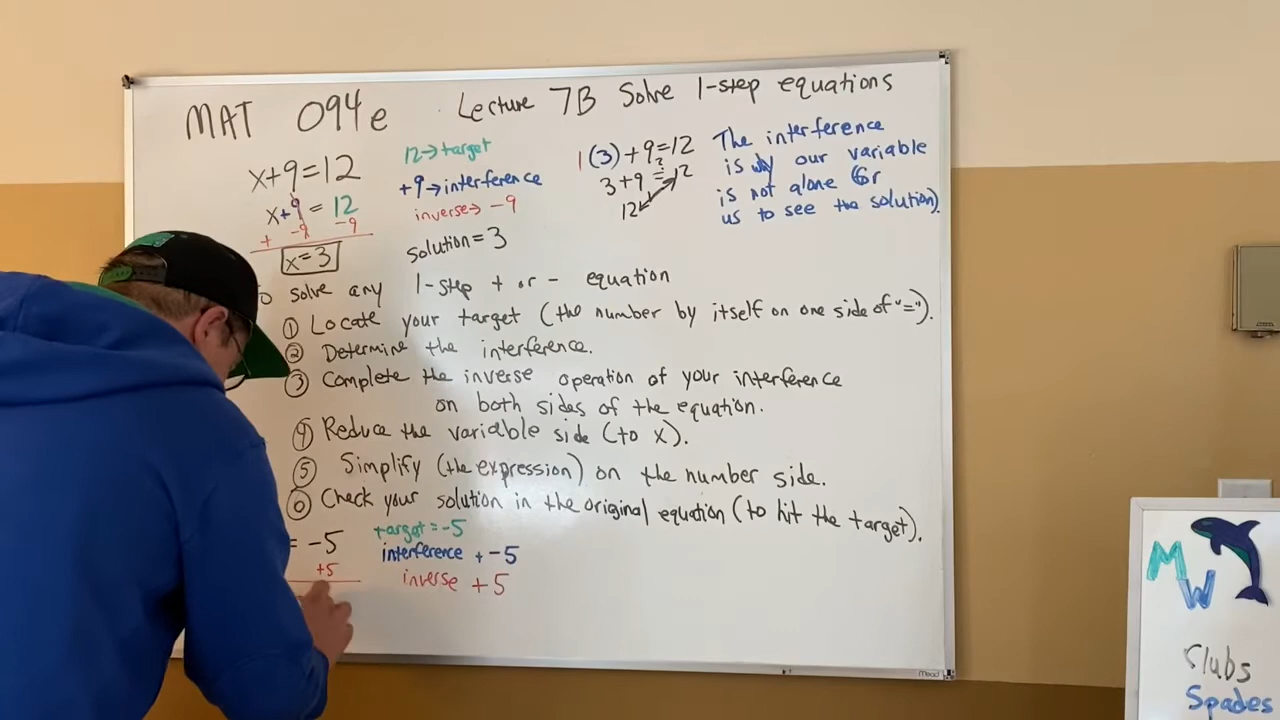 MAT 094e Lecture 7B Solve 1-step equations
x+9=12
x+9 = 12
+ -9 -9
x=3
12→target
+9→interference
inverse→ -9
solution=3
1(3)+9=12
3+9 ?= 12
12
The interference
is why our variable
is not alone (for
us to see the solution).
solve any 1-step + or - equation
① Locate your target (the number by itself on one side of "=").
② Determine the interference.
③ Complete the inverse operation of your interference
on both sides of the equation.
④ Reduce the variable side (to x).
⑤ Simplify (the expression) on the number side.
⑥ Check your solution in the original equation (to hit the target).
= -5
+5
target = -5
interference + -5
inverse +5
Mead
MW
Clubs
Spades